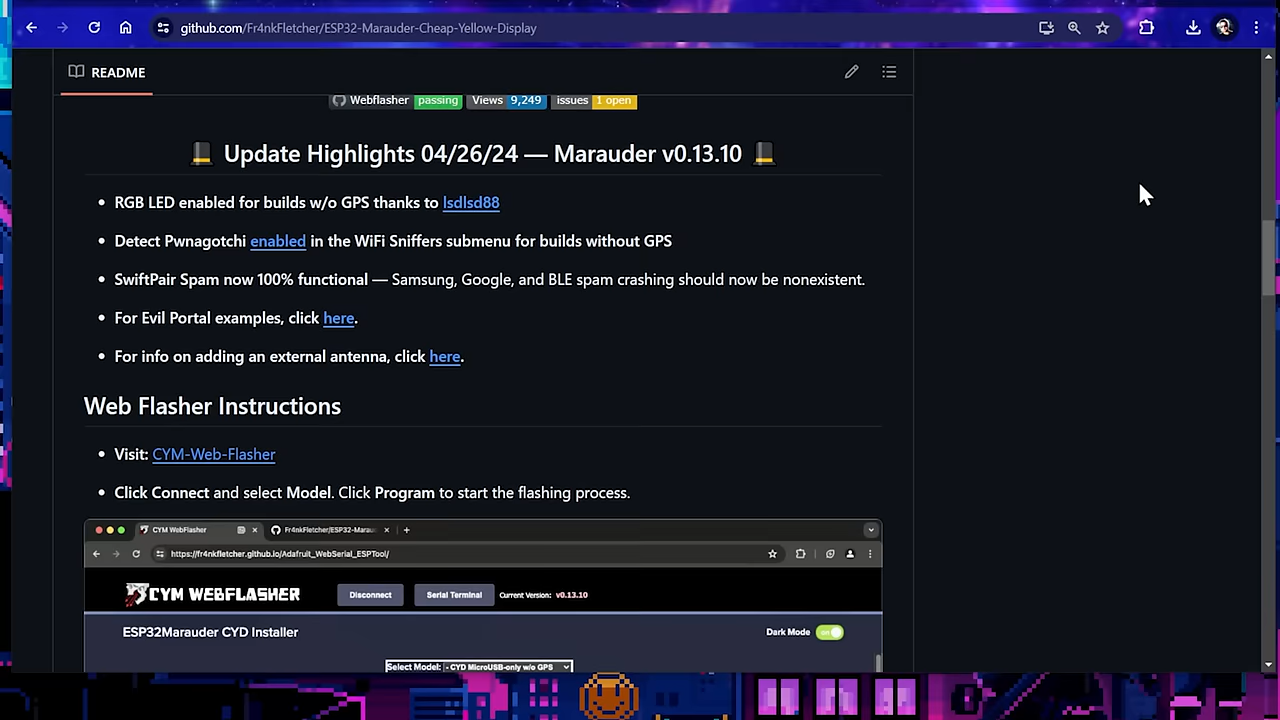 github.com/Fr4nkFletcher/ESP32-Marauder-Cheap-Yellow-Display
README
Webflasher passing Views 9,249 issues 1 open
Update Highlights 04/26/24 — Marauder v0.13.10
• RGB LED enabled for builds w/o GPS thanks to lsdlsd88
• Detect Pwnagotchi enabled in the WiFi Sniffers submenu for builds without GPS
• SwiftPair Spam now 100% functional — Samsung, Google, and BLE spam crashing should now be nonexistent.
• For Evil Portal examples, click here.
• For info on adding an external antenna, click here.
Web Flasher Instructions
• Visit: CYM-Web-Flasher
• Click Connect and select Model. Click Program to start the flashing process.
CYM WebFlasher Fr4nkFletcher/ESP32-Marau
https://fr4nkfletcher.github.io/Adafruit_WebSerial_ESPTool/
CYM WEBFLASHER Disconnect Serial Terminal Current Version: v0.13.10
ESP32Marauder CYD Installer Dark Mode on
Select Model: - CYD MicroUSB-only w/o GPS